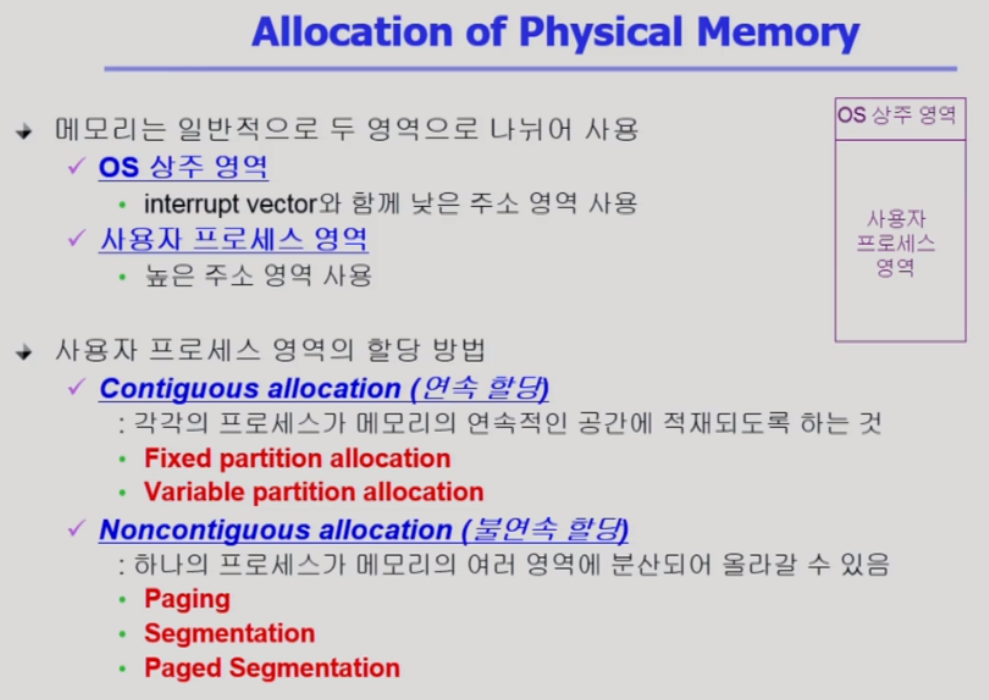 Allocation of Physical Memory
메모리는 일반적으로 두 영역으로 나뉘어 사용
OS 상주 영역
interrupt vector와 함께 낮은 주소 영역 사용
사용자 프로세스 영역
높은 주소 영역 사용
OS 상주 영역
사용자
프로세스
영역
사용자 프로세스 영역의 할당 방법
Contiguous allocation (연속 할당)
: 각각의 프로세스가 메모리의 연속적인 공간에 적재되도록 하는 것
Fixed partition allocation
Variable partition allocation
Noncontiguous allocation (불연속 할당)
: 하나의 프로세스가 메모리의 여러 영역에 분산되어 올라갈 수 있음
Paging
Segmentation
Paged Segmentation